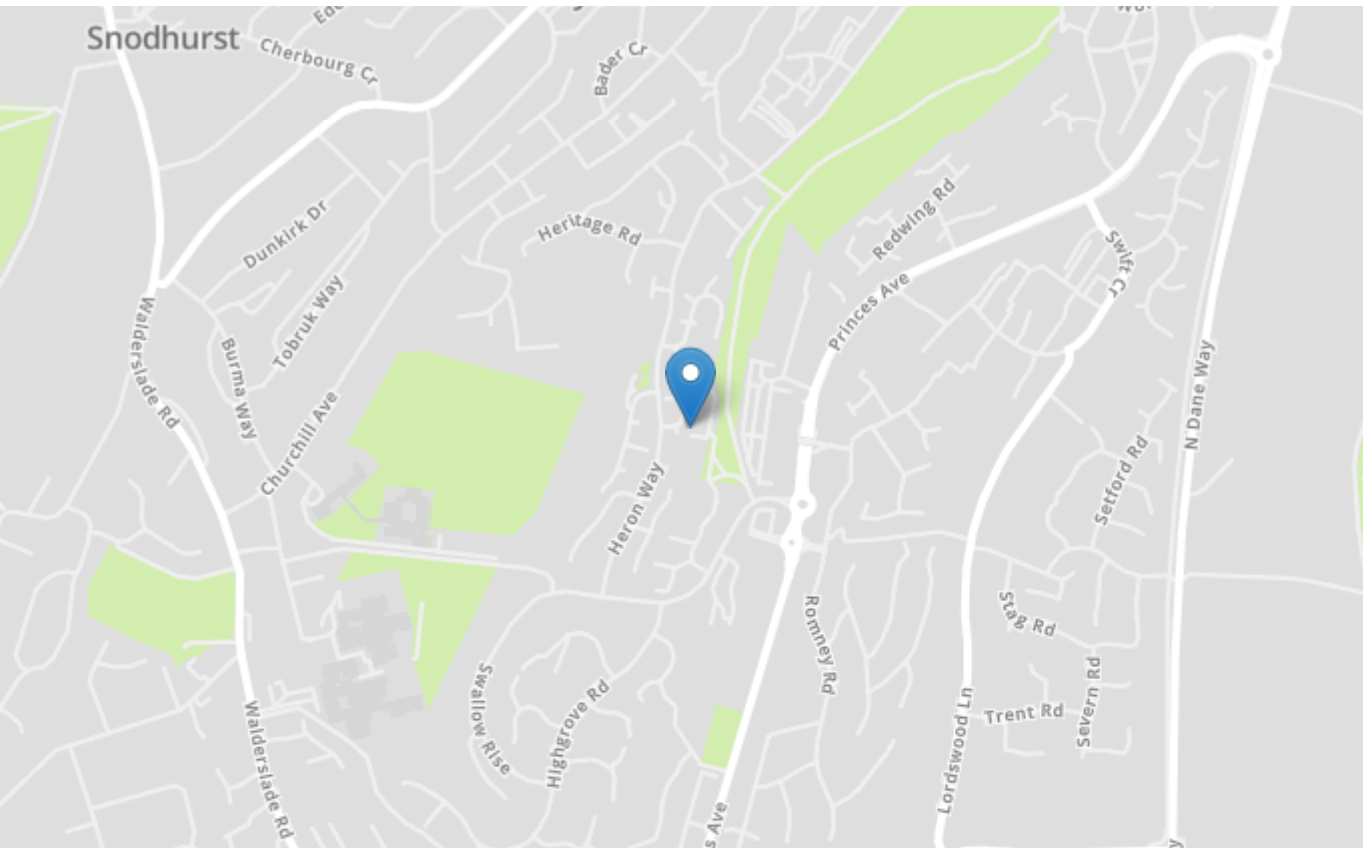 Snodhurst
Cherbourg Cr
Bader Cr
Redwing Rd
Heritage Rd
Dunkirk Dr
Swift Cr
Princes Ave
Tobruk Way
Walderslade Rd
Burma Way
N Dane Way
Churchill Ave
Setford Rd
Heron Way
Stag Rd
Romney Rd
Swallow Rise
Highgrove Rd
Severn Rd
Trent Rd
Lordswood Ln
Walderslade Rd
s Ave